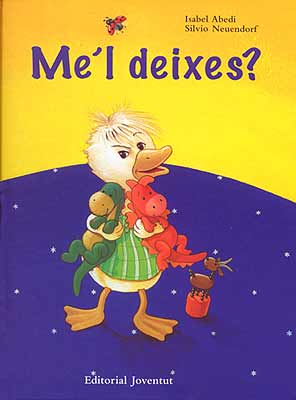 Isabel Abedi
Silvio Neuendorf
Me'l deixes?
Editorial Joventut